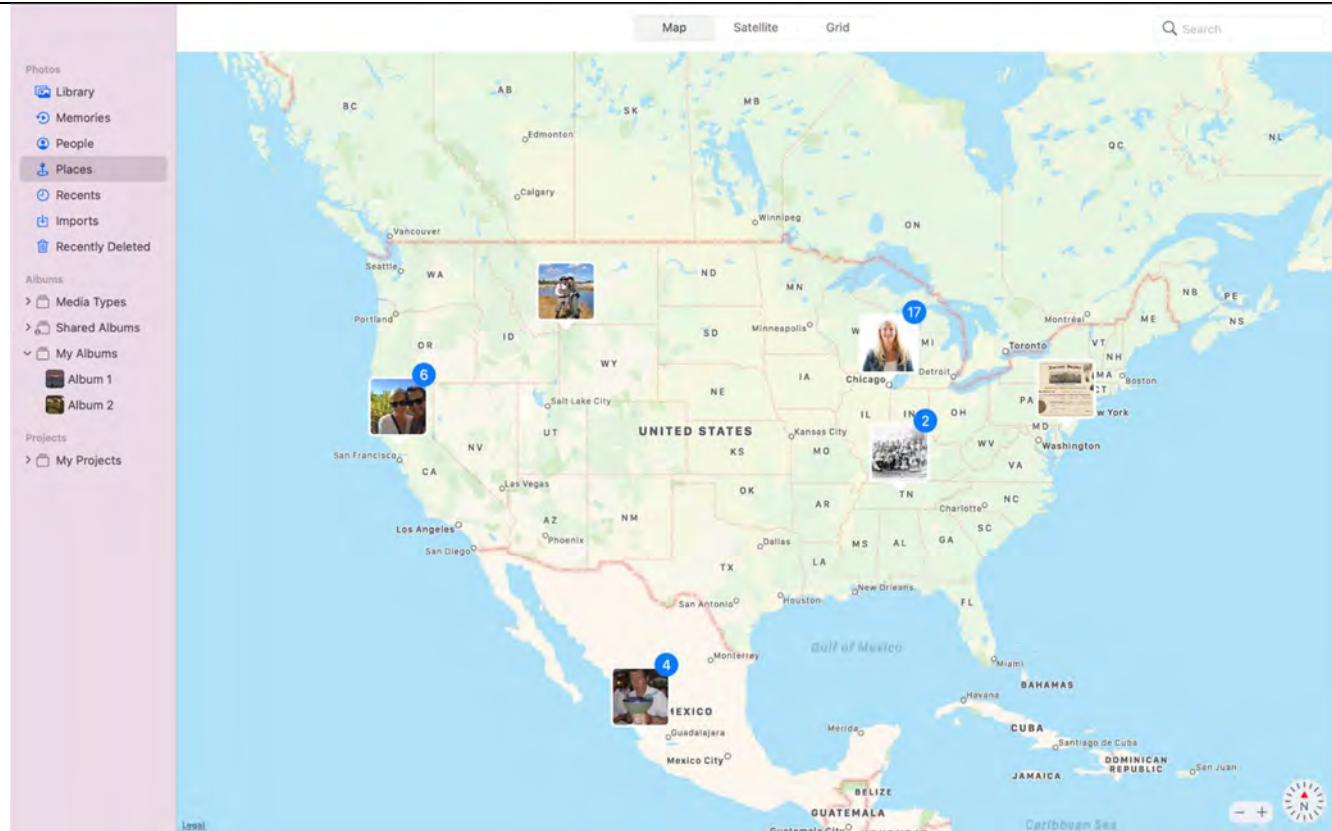 Map Satellite Grid
Search
Photos
Library
Memories
People
Places
Recents
Imports
Recently Deleted
Albums
Media Types
Shared Albums
My Albums
Album 1
Album 2
Projects
My Projects
AB
BC
SK
MB
NL
QC
Edmonton
Calgary
Winnipeg
ON
Vancouver
Seattle
WA
ND
MN
NB
PE
NS
Montréal
ME
Portland
17
Minneapolis
W
MI
Toronto
VT
NH
OR
ID
SD
WY
6
IA
Chicago
Detroit
MA
Boston
CT
NE
PA
w York
Salt Lake City
IL
IN
2
OH
MD
Washington
NV
UT
UNITED STATES
Kansas City
KS
MO
WV
VA
San Francisco
CA
Las Vegas
OK
AR
TN
NC
Charlotte
SC
Los Angeles
AZ
NM
Phoenix
Dallas
MS
AL
GA
San Diego
TX
LA
San Antonio
Houston
New Orleans
FL
Gulf of Mexico
Monterrey
Miami
4
BAHAMAS
Havana
MEXICO
Guadalajara
Mérida
CUBA
Santiago de Cuba
Mexico City
DOMINICAN
REPUBLIC
San Juan
JAMAICA
BELIZE
GUATEMALA
Guatemala City
Caribbean Sea
Legal
− +
N